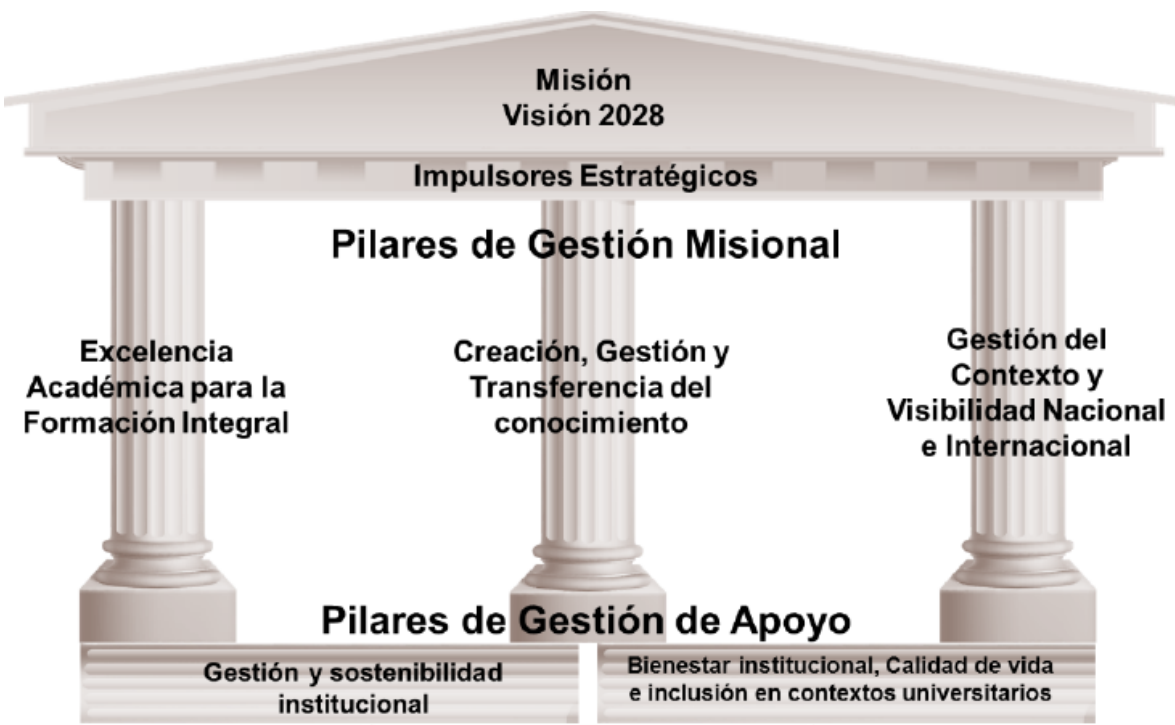 Misión
Visión 2028
Impulsores Estratégicos
Pilares de Gestión Misional
Excelencia
Académica para la
Formación Integral
Creación, Gestión y
Transferencia del
conocimiento
Gestión del
Contexto y
Visibilidad Nacional
e Internacional
Pilares de Gestión de Apoyo
Gestión y sostenibilidad
institucional
Bienestar institucional, Calidad de vida
e inclusión en contextos universitarios